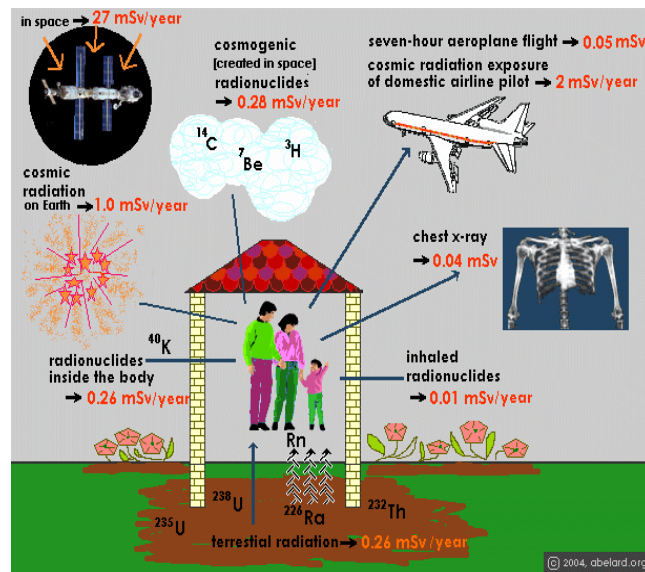 in space → 27 mSv/year
cosmogenic
[created in space]
radionuclides
→ 0.28 mSv/year
seven-hour aeroplane flight → 0.05 mSv
cosmic radiation exposure
of domestic airline pilot → 2 mSv/year
¹⁴C
⁷Be
³H
cosmic
radiation
on Earth → 1.0 mSv/year
chest x-ray
→ 0.04 mSv
⁴⁰K
radionuclides
inside the body
→ 0.26 mSv/year
inhaled
radionuclides
→ 0.01 mSv/year
Rn
²³⁵U
²³⁸U
²²⁶Ra
²³²Th
terrestial radiation → 0.26 mSv/year
© 2004, abelard.org